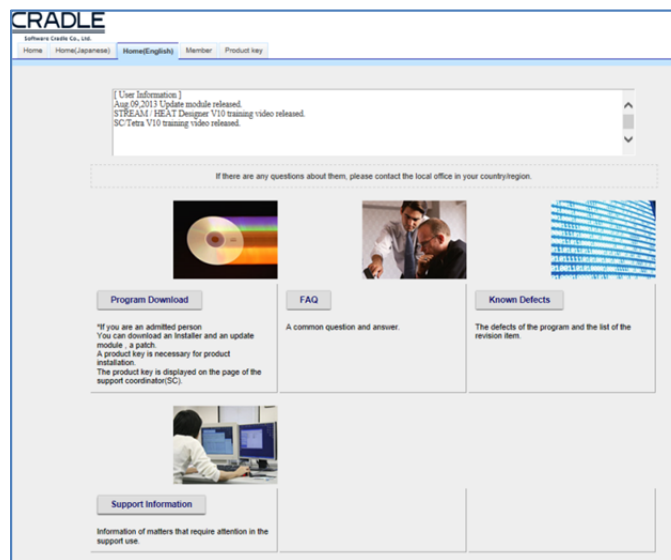 CRADLE
Software Cradle Co., Ltd.
Home Home(Japanese) Home(English) Member Product key
[ User Information ]
Aug.09,2013 Update module released.
STREAM / HEAT Designer V10 training video released.
SC/Tetra V10 training video released.
If there are any questions about them, please contact the local office in your country/region.
Program Download
*If you are an admitted person
You can download an Installer and an update
module , a patch.
A product key is necessary for product
installation.
The product key is displayed on the page of the
support coordinator(SC).
FAQ
A common question and answer.
Known Defects
The defects of the program and the list of the
revision item.
Support Information
Information of matters that require attention in the
support use.